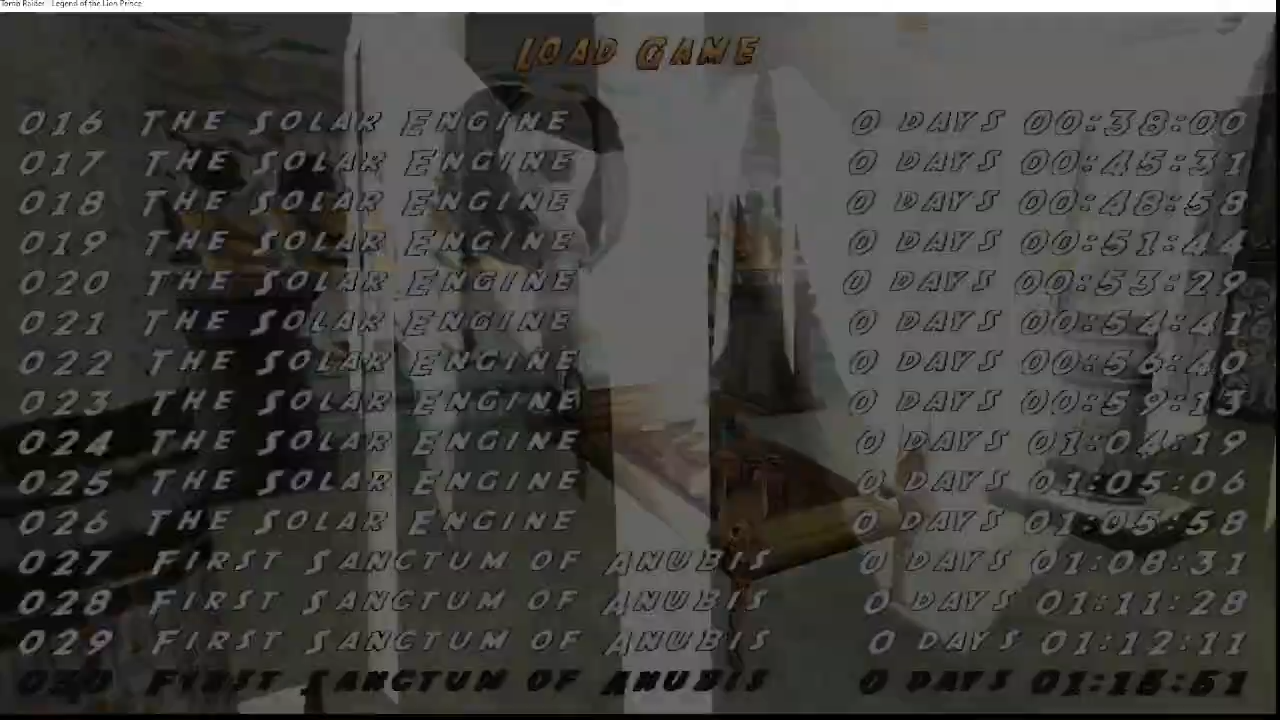 Tomb Raider - Legend of the Lion Prince
LOAD GAME
016 THE SOLAR ENGINE 0 DAYS 00:38:00
017 THE SOLAR ENGINE 0 DAYS 00:45:31
018 THE SOLAR ENGINE 0 DAYS 00:48:58
019 THE SOLAR ENGINE 0 DAYS 00:51:44
020 THE SOLAR ENGINE 0 DAYS 00:53:29
021 THE SOLAR ENGINE 0 DAYS 00:54:41
022 THE SOLAR ENGINE 0 DAYS 00:56:40
023 THE SOLAR ENGINE 0 DAYS 00:59:13
024 THE SOLAR ENGINE 0 DAYS 01:04:19
025 THE SOLAR ENGINE 0 DAYS 01:05:06
026 THE SOLAR ENGINE 0 DAYS 01:05:58
027 FIRST SANCTUM OF ANUBIS 0 DAYS 01:08:31
028 FIRST SANCTUM OF ANUBIS 0 DAYS 01:11:28
029 FIRST SANCTUM OF ANUBIS 0 DAYS 01:12:11
030 FIRST SANCTUM OF ANUBIS 0 DAYS 01:15:51